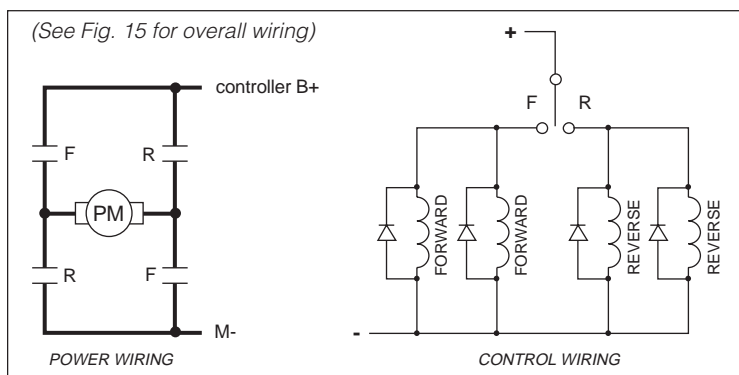 (See Fig. 15 for overall wiring)
controller B+
F
R
PM
R
F
M-
POWER WIRING
+
F R
FORWARD
FORWARD
REVERSE
REVERSE
-
CONTROL WIRING